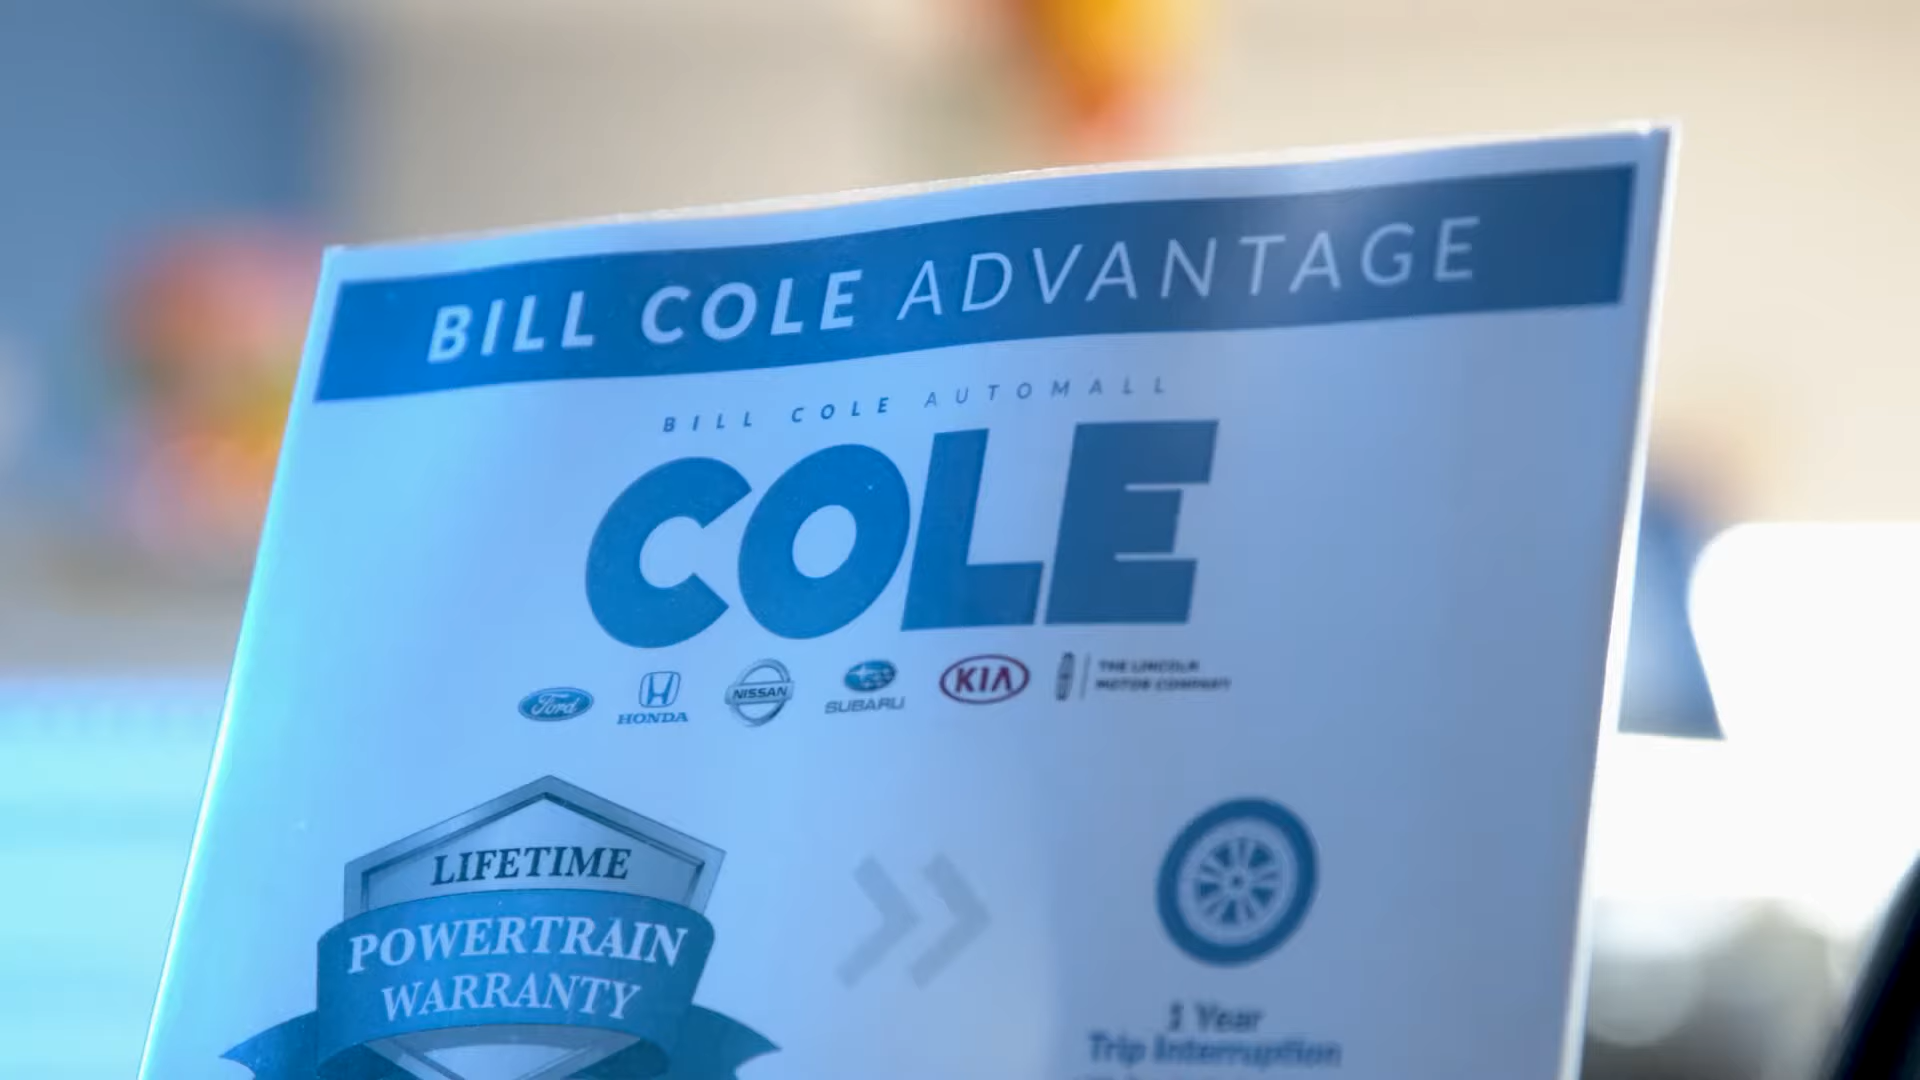 BILL COLE ADVANTAGE
BILL COLE AUTOMALL
COLE
Ford
HONDA
NISSAN
SUBARU
KIA
THE LINCOLN
MOTOR COMPANY
LIFETIME
POWERTRAIN
WARRANTY
1 Year
Trip Interruption